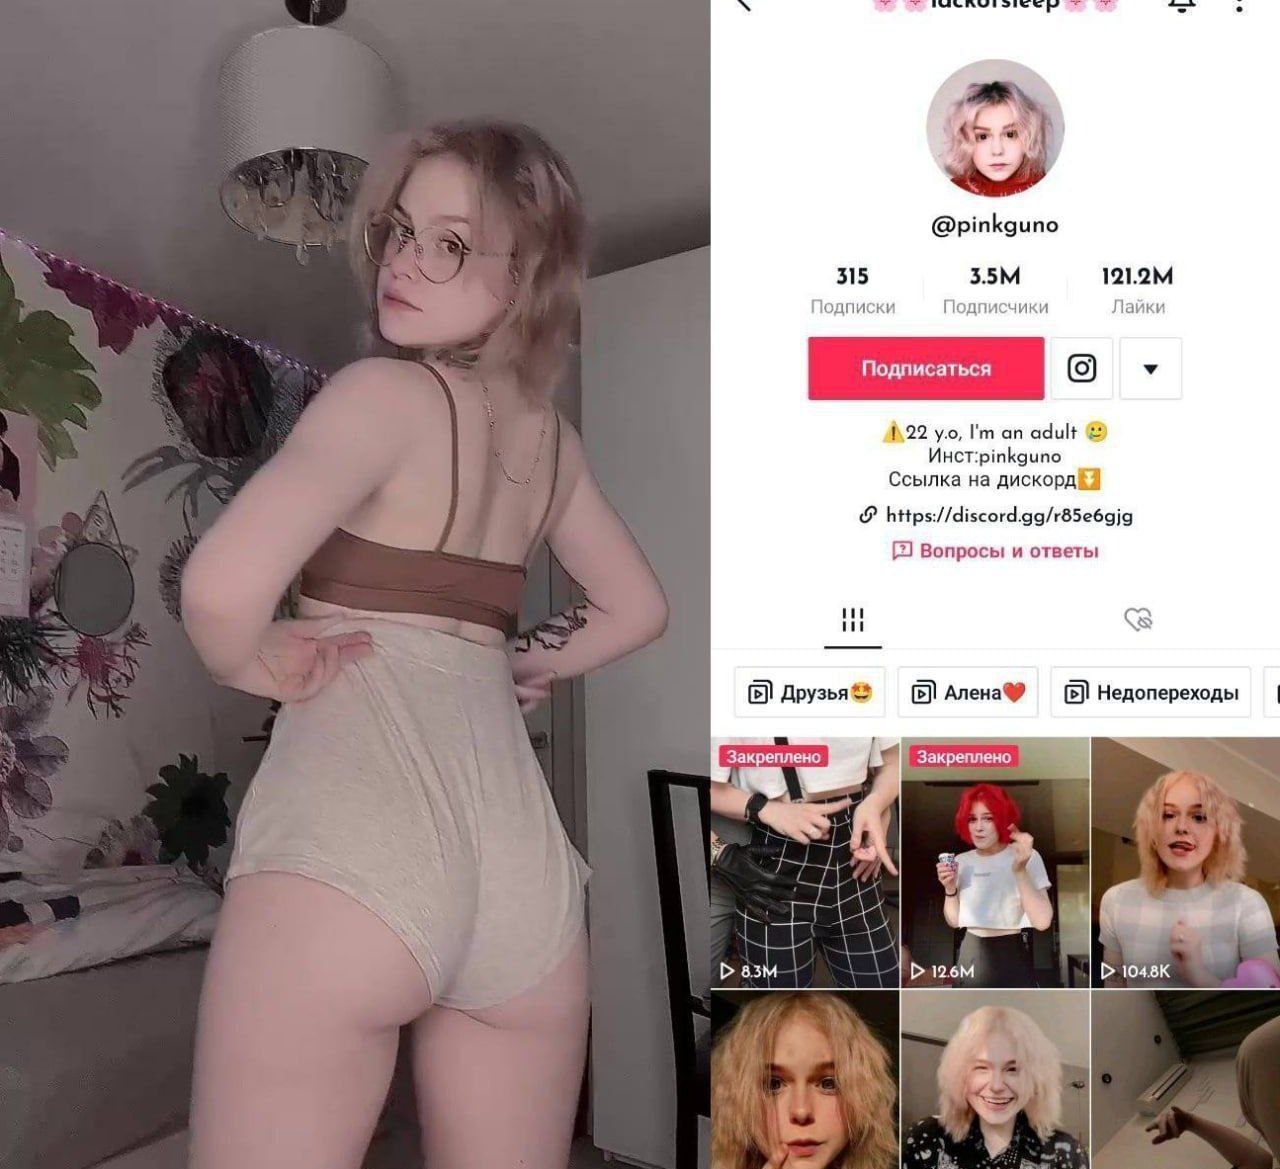 🌸🌸lackofsleep🌸🌸
@pinkguno
315 3.5M 121.2M
Подписки Подписчики Лайки
Подписаться
⚠️22 y.o, I'm an adult 🥲
Инст:pinkguno
Ссылка на дискорд⏬
https://discord.gg/r85e6gjg
Вопросы и ответы
Друзья🤩 Алена❤️ Недопереходы
Закреплено Закреплено
8.3M 12.6M 104.8K